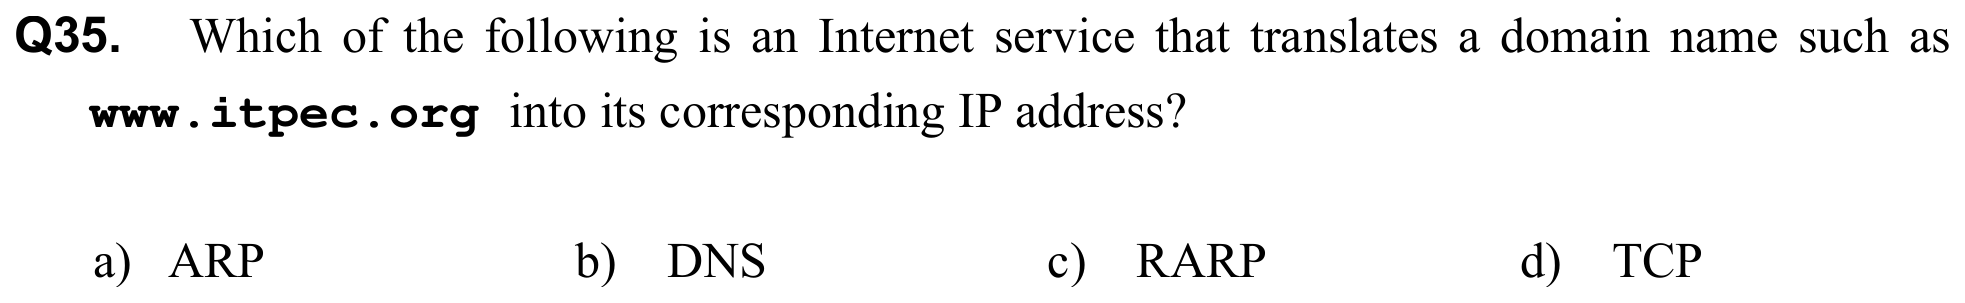 Q35. Which of the following is an Internet service that translates a domain name such as
www.itpec.org into its corresponding IP address?
a) ARP b) DNS c) RARP d) TCP